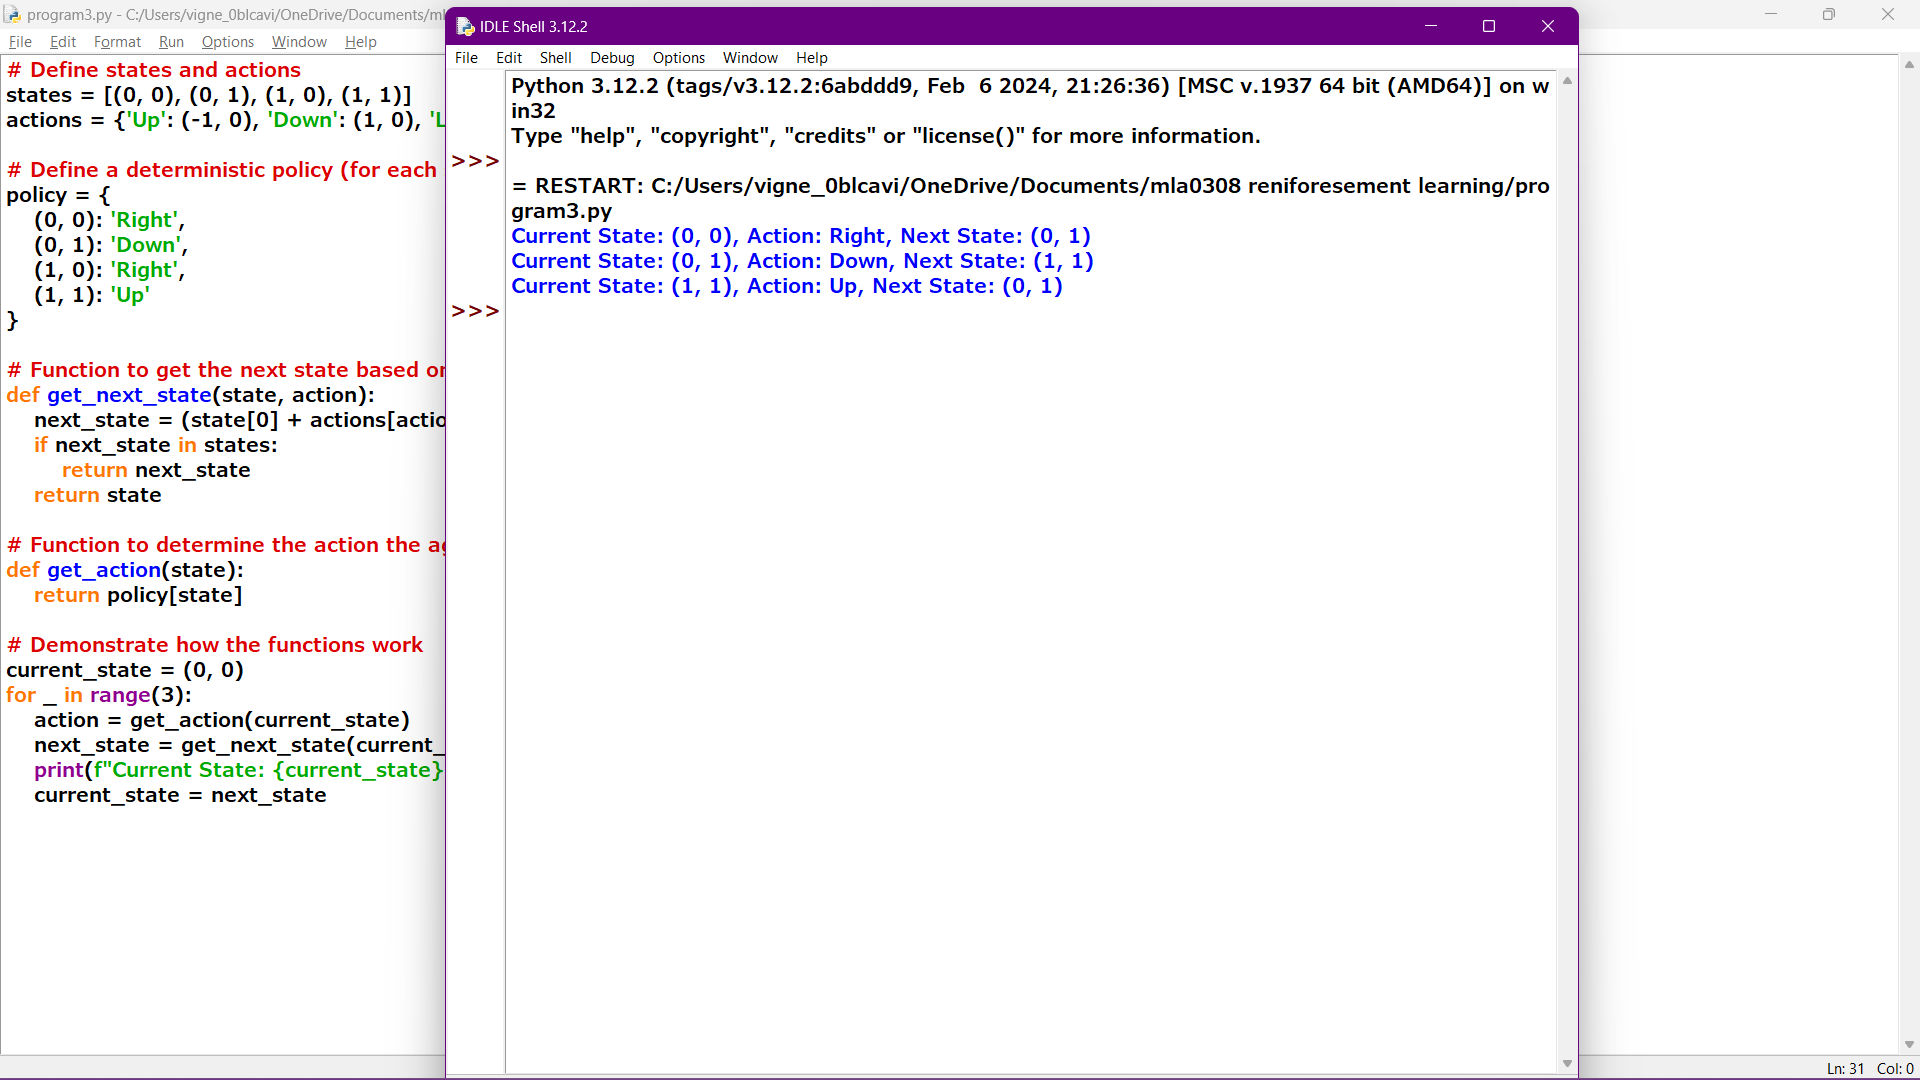 program3.py - C:/Users/vigne_0blcavi/OneDrive/Documents/
File Edit Format Run Options Window Help
# Define states and actions
states = [(0, 0), (0, 1), (1, 0), (1, 1)]
actions = {'Up': (-1, 0), 'Down': (1, 0), 'L
# Define a deterministic policy (for each
policy = {
(0, 0): 'Right',
(0, 1): 'Down',
(1, 0): 'Right',
(1, 1): 'Up'
}
# Function to get the next state based on
def get_next_state(state, action):
next_state = (state[0] + actions[actio
if next_state in states:
return next_state
return state
# Function to determine the action the ag
def get_action(state):
return policy[state]
# Demonstrate how the functions work
current_state = (0, 0)
for _ in range(3):
action = get_action(current_state)
next_state = get_next_state(current_
print(f"Current State: {current_state}
current_state = next_state
IDLE Shell 3.12.2
File Edit Shell Debug Options Window Help
Python 3.12.2 (tags/v3.12.2:6abddd9, Feb  6 2024, 21:26:36) [MSC v.1937 64 bit (AMD64)] on w
in32
Type "help", "copyright", "credits" or "license()" for more information.
>>>
= RESTART: C:/Users/vigne_0blcavi/OneDrive/Documents/mla0308 reniforesement learning/pro
gram3.py
Current State: (0, 0), Action: Right, Next State: (0, 1)
Current State: (0, 1), Action: Down, Next State: (1, 1)
Current State: (1, 1), Action: Up, Next State: (0, 1)
>>>
Ln: 31 Col: 0